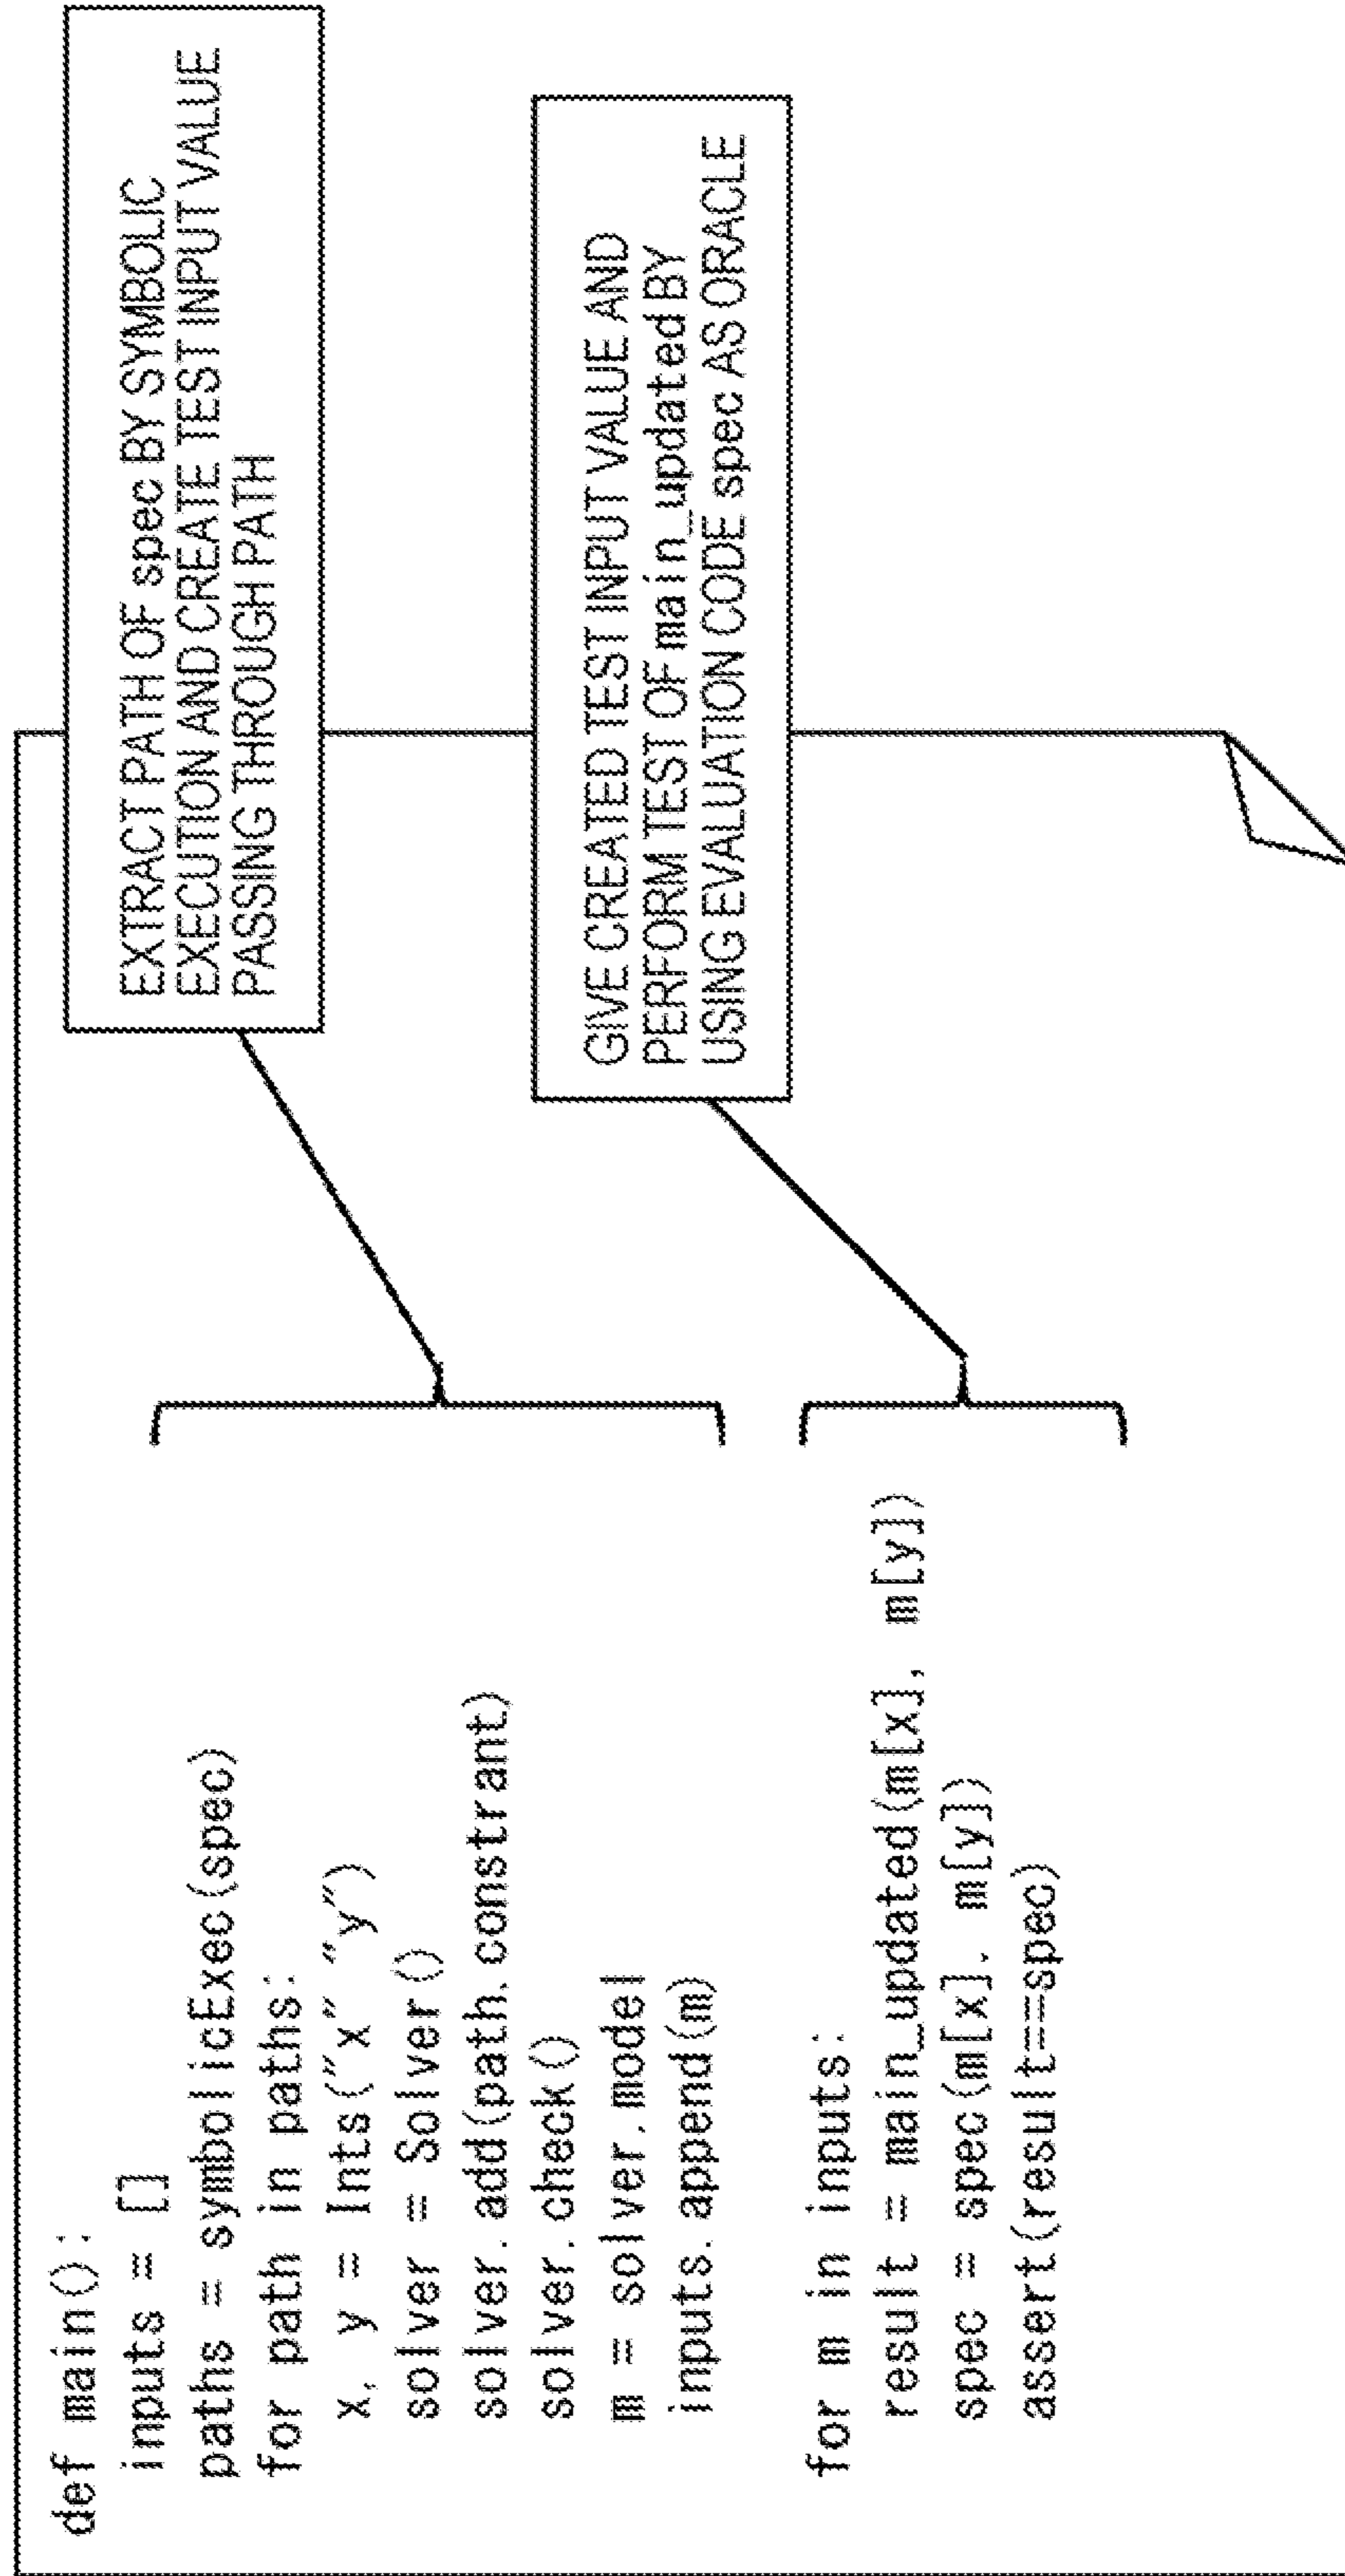 def main():
inputs = []
paths = symbolicExec(spec)
for path in paths:
x, y = Ints("x" "y")
solver = Solver()
solver.add(path.constrant)
solver.check()
m = solver.model
inputs.append(m)
for m in inputs:
result = main_updated(m[x], m[y])
spec = spec(m[x]. m[y])
assert(result==spec)
EXTRACT PATH OF spec BY SYMBOLIC
EXECUTION AND CREATE TEST INPUT VALUE
PASSING THROUGH PATH
GIVE CREATED TEST INPUT VALUE AND
PERFORM TEST OF main_updated BY
USING EVALUATION CODE spec AS ORACLE